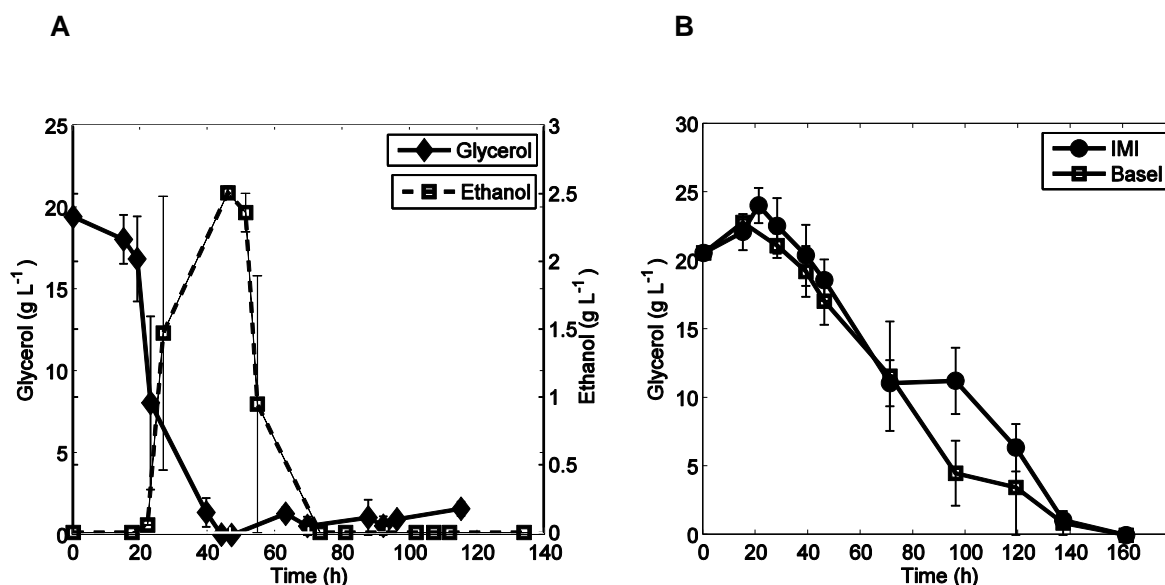 A
B
25
20
15
10
5
0
Glycerol (g L-1)
3
2.5
2
1.5
1
0.5
0
Ethanol (g L-1)
Glycerol
Ethanol
0 20 40 60 80 100 120 140
Time (h)
30
25
20
15
10
5
0
Glycerol (g L-1)
IMI
Basel
0 20 40 60 80 100 120 140 160
Time (h)